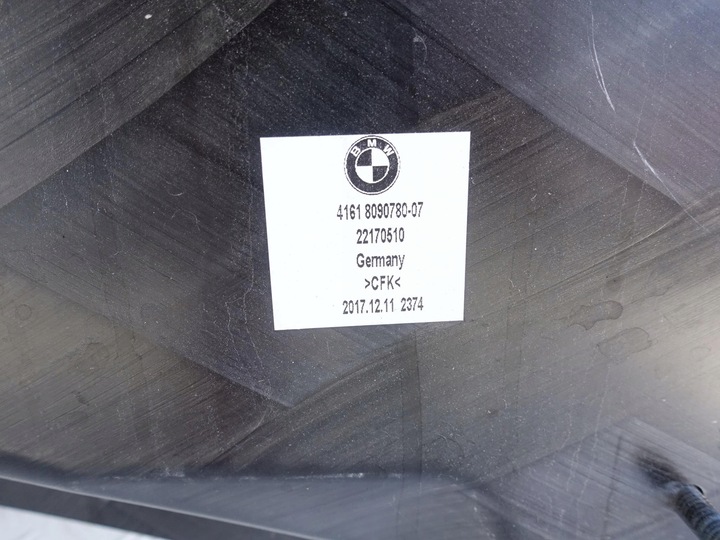 BMW
4161 8090780-07
22170510
Germany
>CFK<
2017.12.11 2374